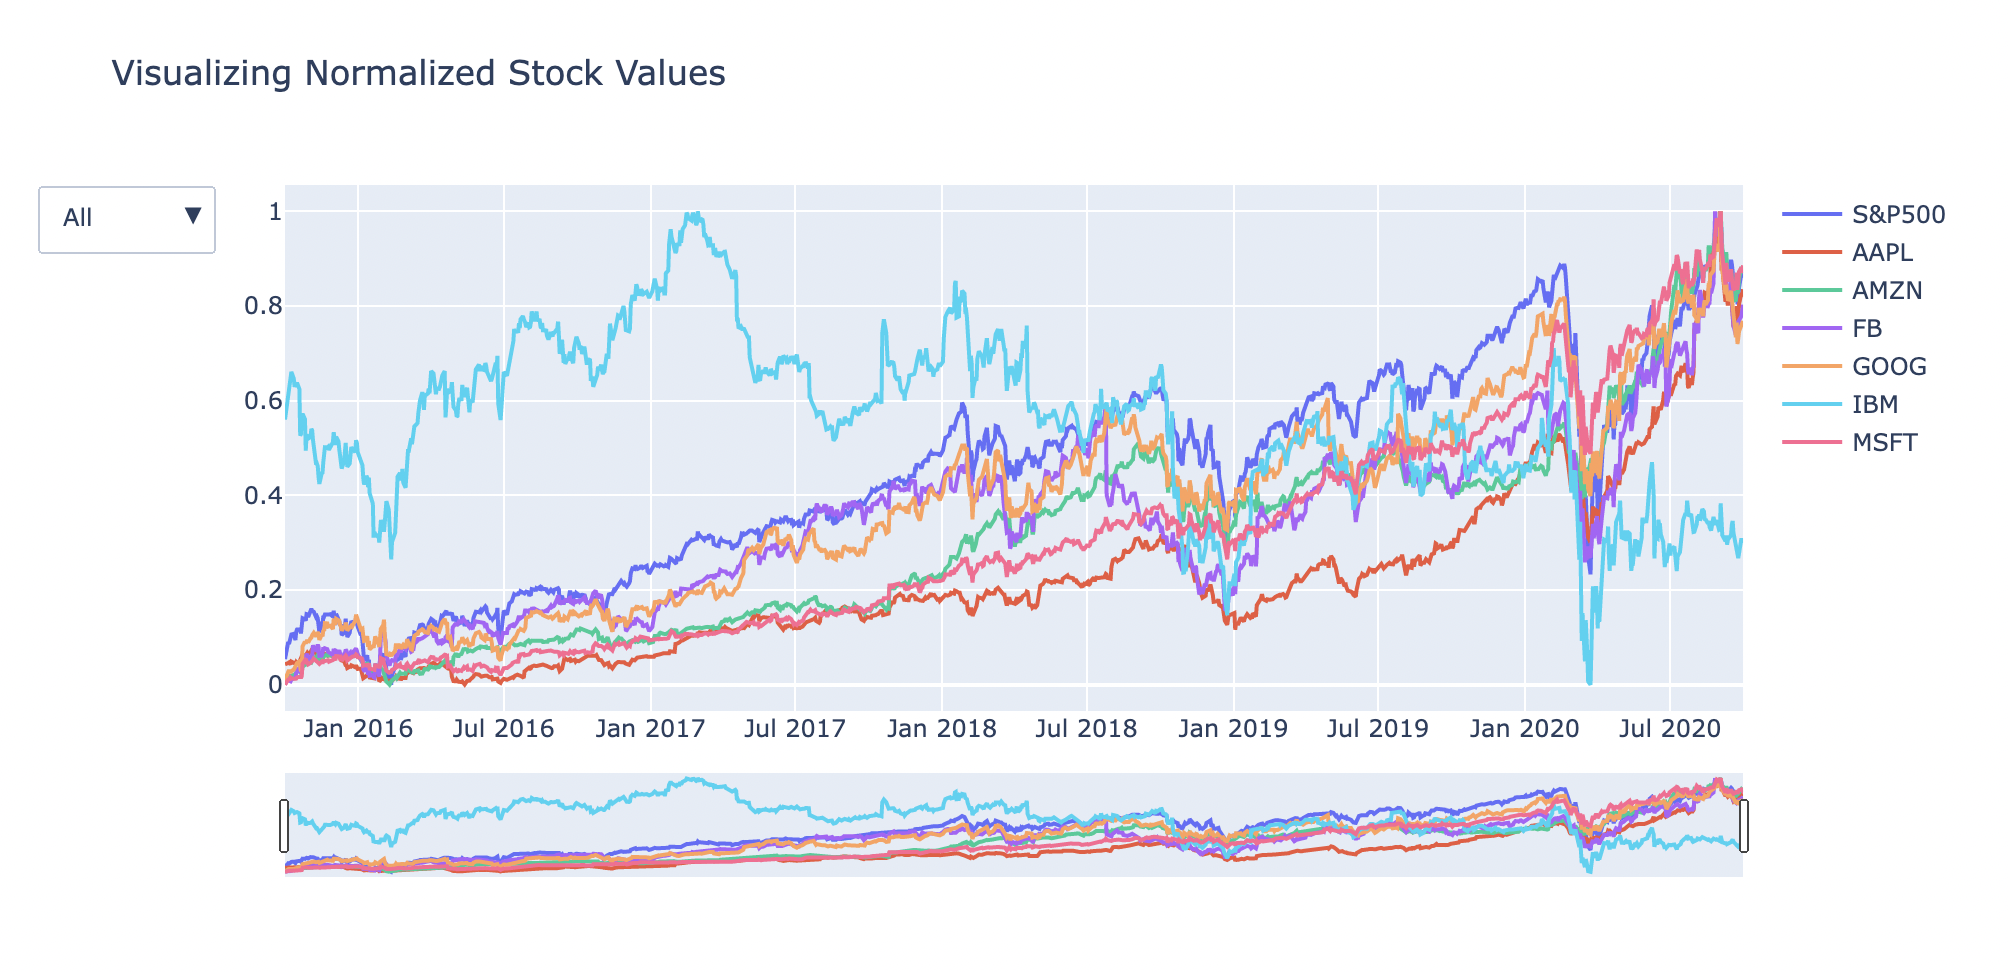 Visualizing Normalized Stock Values
All ▼
1
0.8
0.6
0.4
0.2
0
Jan 2016 Jul 2016 Jan 2017 Jul 2017 Jan 2018 Jul 2018 Jan 2019 Jul 2019 Jan 2020 Jul 2020
S&P500
AAPL
AMZN
FB
GOOG
IBM
MSFT